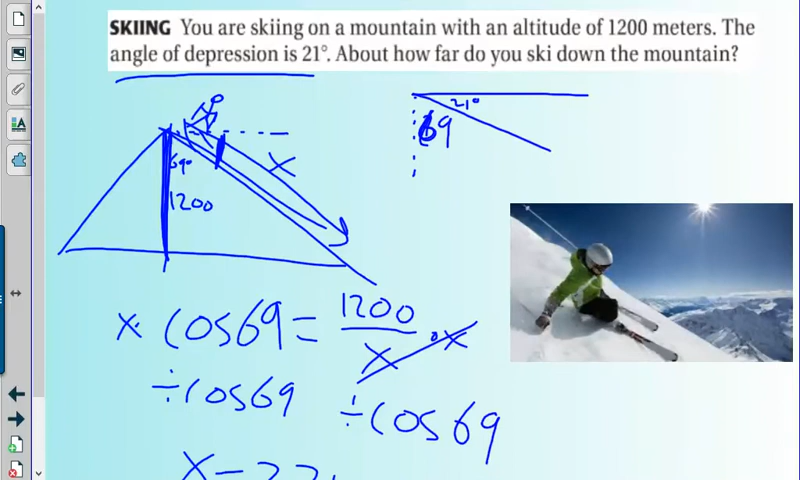 SKIING You are skiing on a mountain with an altitude of 1200 meters. The
angle of depression is 21°. About how far do you ski down the mountain?
21°
69
69°
x
1200
x· cos69 = 1200
x · x
÷cos69 ÷cos69